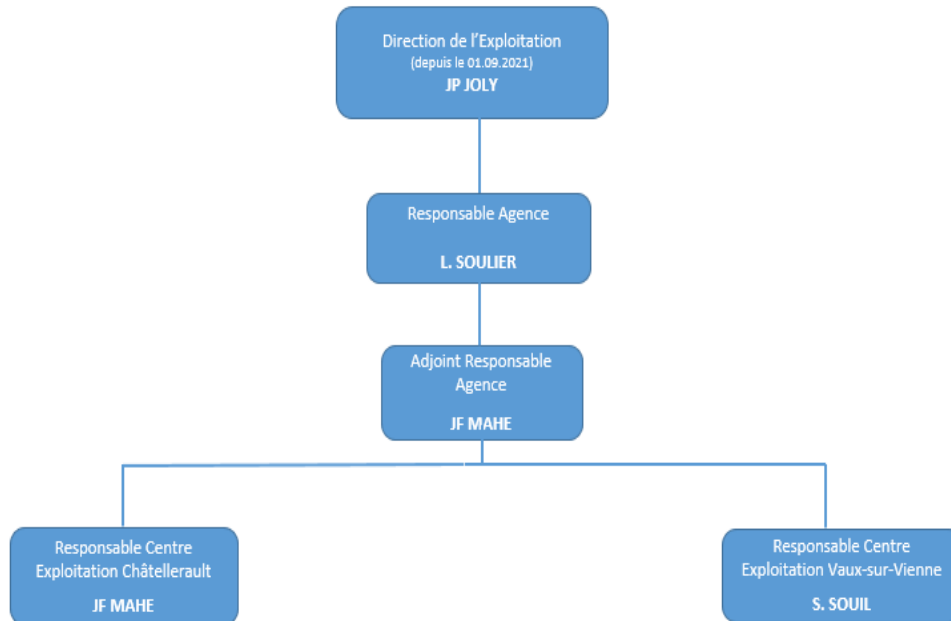 Direction de l'Exploitation
(depuis le 01.09.2021)
JP JOLY
Responsable Agence
L. SOULIER
Adjoint Responsable
Agence
JF MAHE
Responsable Centre
Exploitation Châtellerault
JF MAHE
Responsable Centre
Exploitation Vaux-sur-Vienne
S. SOUIL